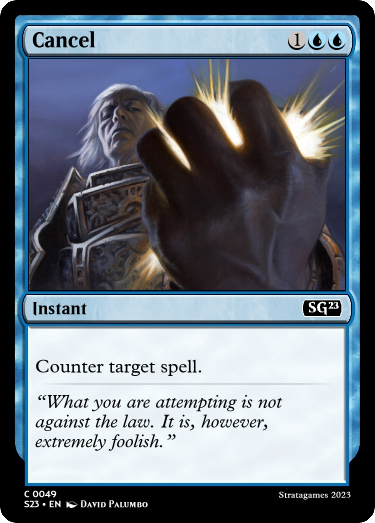 Cancel 1
Instant SG23
Counter target spell.
“What you are attempting is not
against the law. It is, however,
extremely foolish.”
C 0049
S23 • EN DAVID PALUMBO
Stratagames 2023